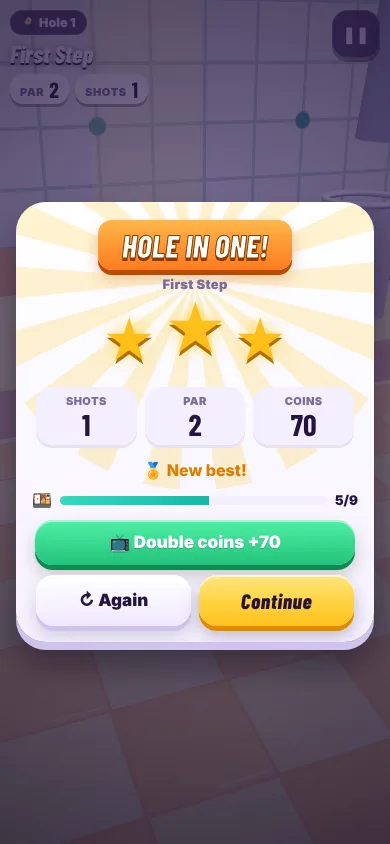 Hole 1
First Step
PAR 2 SHOTS 1
HOLE IN ONE!
First Step
SHOTS PAR COINS
1 2 70
New best!
5/9
Double coins +70
Again Continue